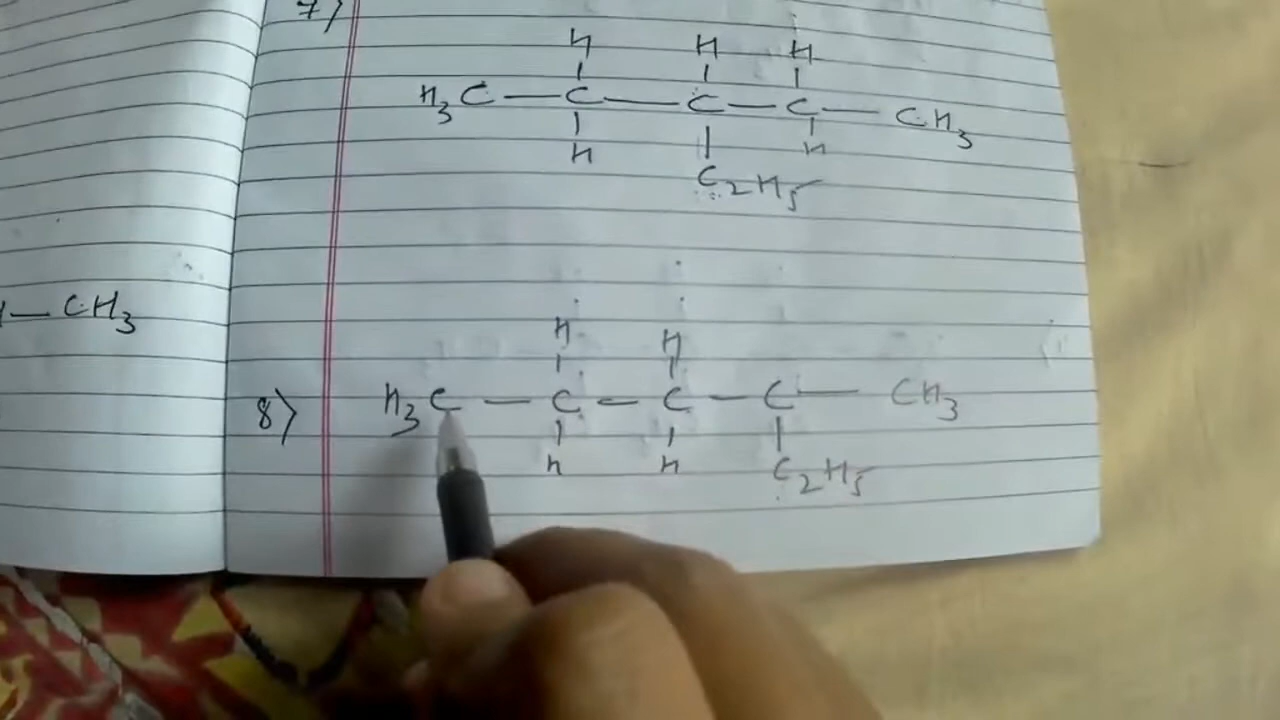 7)
H H H
H3C — C — C — C — CH3
H C2H5 H
— CH3
H H
8) H3C — C — C — C — CH3
H H C2H5